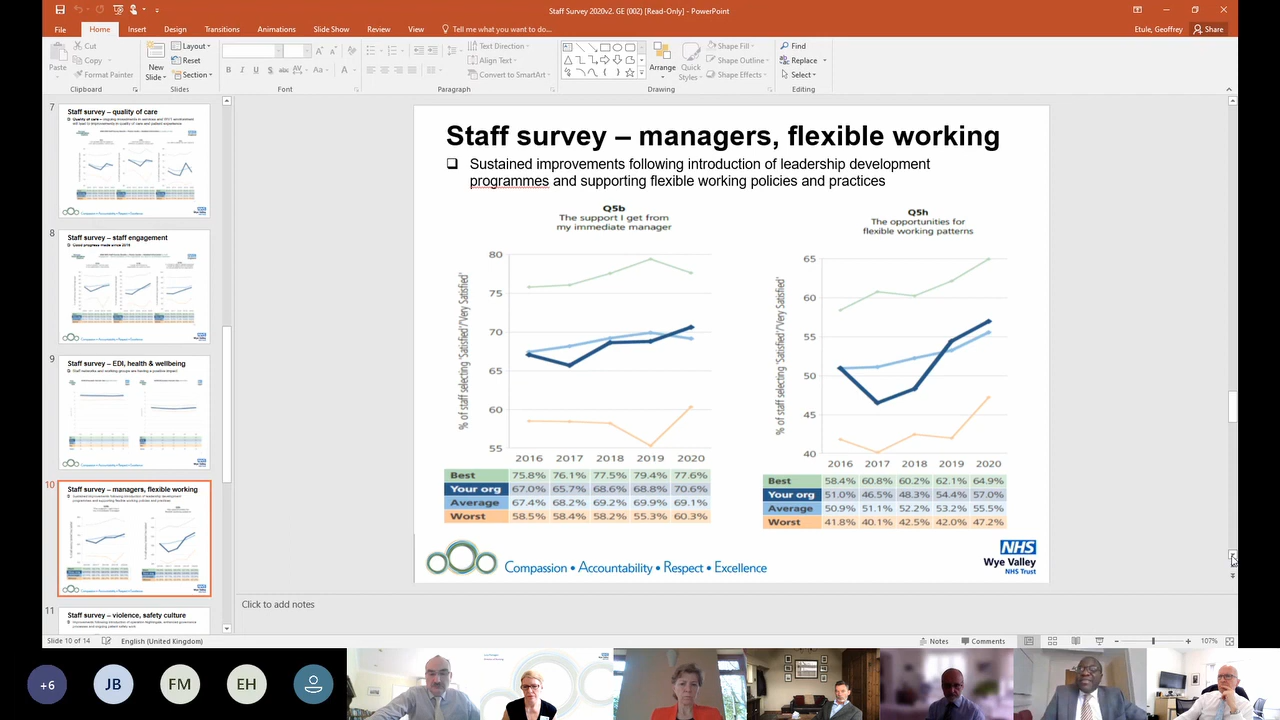 Staff Survey 2020v2. GE (002) [Read-Only] - PowerPoint
File Home Insert Design Transitions Animations Slide Show Review View Tell me what you want to do...
Etule, Geoffrey Share
Paste
Cut
Copy
Format Painter
Clipboard
New Slide
Layout
Reset
Section
Slides
Font
Text Direction
Align Text
Convert to SmartArt
Paragraph
Arrange
Quick Styles
Shape Fill
Shape Outline
Shape Effects
Drawing
Find
Replace
Select
Editing
7
Staff survey – quality of care
8
Staff survey – staff engagement
9
Staff survey – EDI, health & wellbeing
10
Staff survey – managers, flexible working
11
Staff survey – violence, safety culture
Staff survey – managers, flexible working
Sustained improvements following introduction of leadership development
programmes and supporting flexible working policies and practices
Q5b
The support I get from
my immediate manager
% of staff selecting 'Satisfied'/'Very Satisfied'
80
75
70
65
60
55
2016 2017 2018 2019 2020
Best 75.8% 76.1% 77.5% 79.4% 77.6%
Your org 67.0% 65.7% 68.6% 68.8% 70.6%
Average 67.4% 68.2% 69.2% 69.9% 69.1%
Worst 58.5% 58.4% 58.2% 55.3% 60.3%
Q5h
The opportunities for
flexible working patterns
% of staff selecting 'Satisfied'/'Very Satisfied'
65
60
55
50
45
40
2016 2017 2018 2019 2020
Best 58.4% 60.8% 60.2% 62.1% 64.9%
Your org 51.0% 46.5% 48.3% 54.4% 57.0%
Average 50.9% 51.1% 52.2% 53.2% 55.5%
Worst 41.8% 40.1% 42.5% 42.0% 47.2%
Compassion • Accountability • Respect • Excellence
NHS
Wye Valley
NHS Trust
Click to add notes
Slide 10 of 14 English (United Kingdom) Notes Comments 107%
+6 JB FM EH